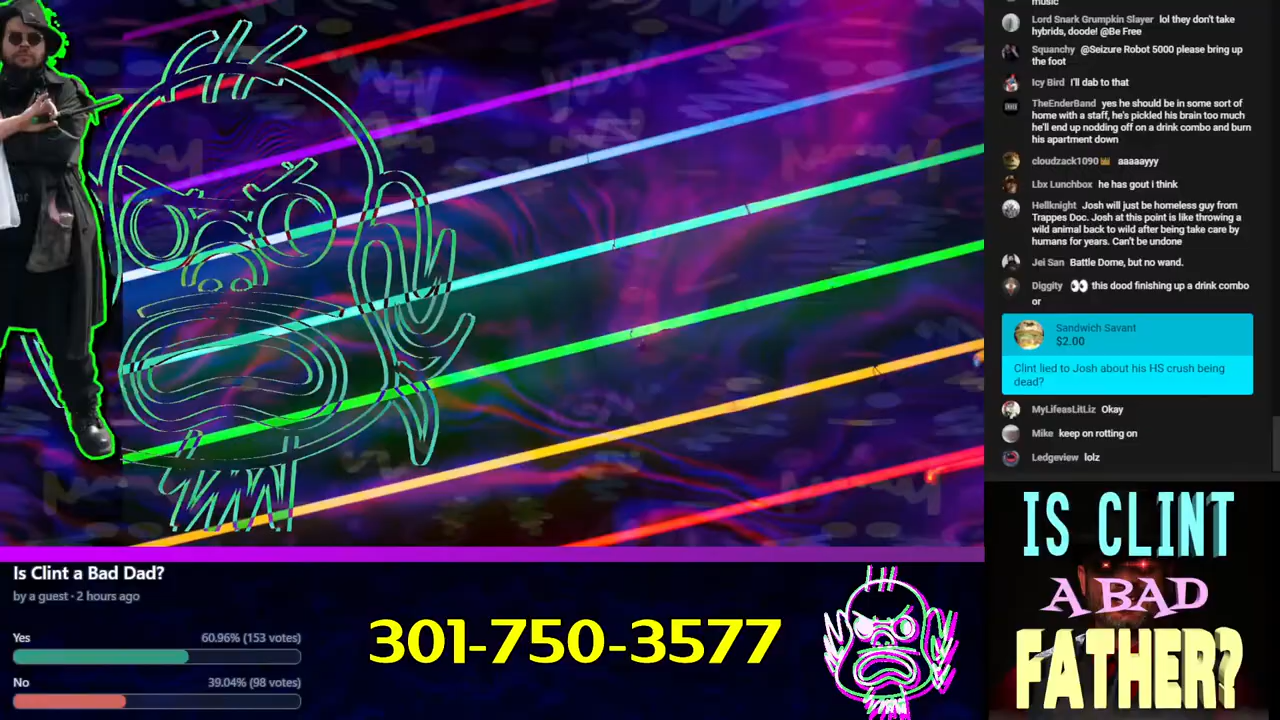 music
Lord Snark Grumpkin Slayer lol they don't take
hybrids, doode! @Be Free
Squanchy @Seizure Robot 5000 please bring up
the foot
Icy Bird I'll dab to that
TheEnderBand yes he should be in some sort of
home with a staff, he's pickled his brain too much
he'll end up nodding off on a drink combo and burn
his apartment down
cloudzack1090👑 aaaaayyy
Lbx Lunchbox he has gout i think
Hellknight Josh will just be homeless guy from
Trappes Doc. Josh at this point is like throwing a
wild animal back to wild after being take care by
humans for years. Can't be undone
Jei San Battle Dome, but no wand.
Diggity 👀 this dood finishing up a drink combo
or
Sandwich Savant
$2.00
Clint lied to Josh about his HS crush being
dead?
MyLifeasLitLiz Okay
Mike keep on rotting on
Ledgeview lolz
IS CLINT
A BAD
FATHER?
Is Clint a Bad Dad?
by a guest · 2 hours ago
Yes 60.96% (153 votes)
No 39.04% (98 votes)
301-750-3577